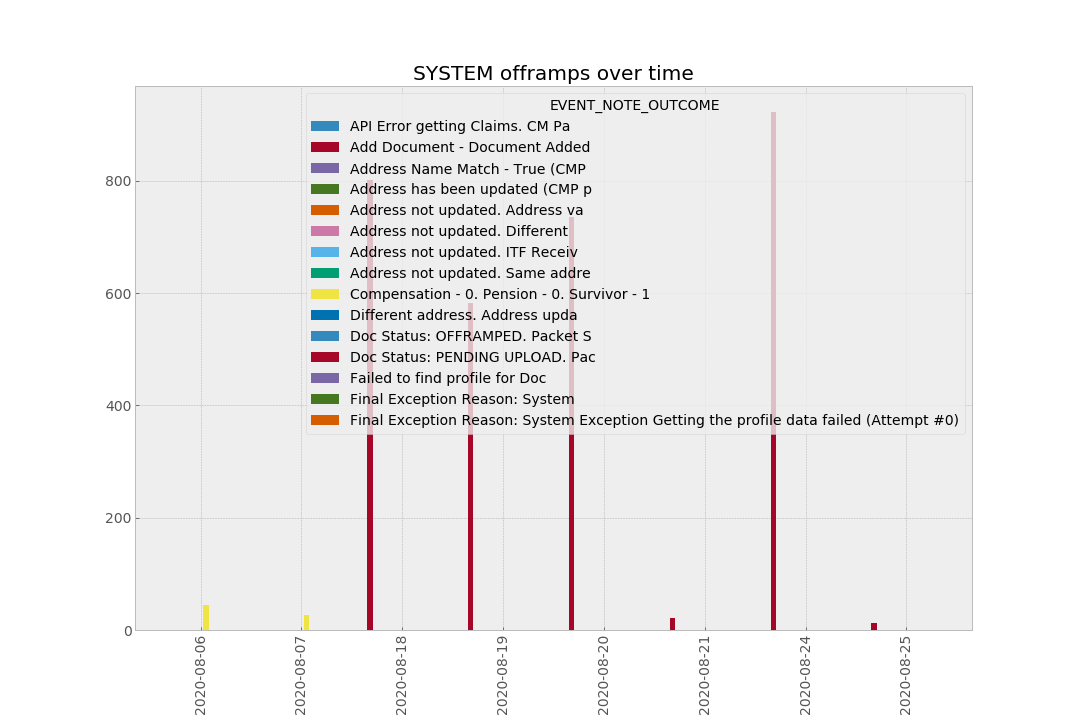 SYSTEM offramps over time
EVENT_NOTE_OUTCOME
API Error getting Claims. CM Pa
Add Document - Document Added
Address Name Match - True (CMP
Address has been updated (CMP p
Address not updated. Address va
Address not updated. Different
Address not updated. ITF Receiv
Address not updated. Same addre
Compensation - 0. Pension - 0. Survivor - 1
Different address. Address upda
Doc Status: OFFRAMPED. Packet S
Doc Status: PENDING UPLOAD. Pac
Failed to find profile for Doc
Final Exception Reason: System
Final Exception Reason: System Exception Getting the profile data failed (Attempt #0)
800
600
400
200
0
2020-08-06
2020-08-07
2020-08-18
2020-08-19
2020-08-20
2020-08-21
2020-08-24
2020-08-25